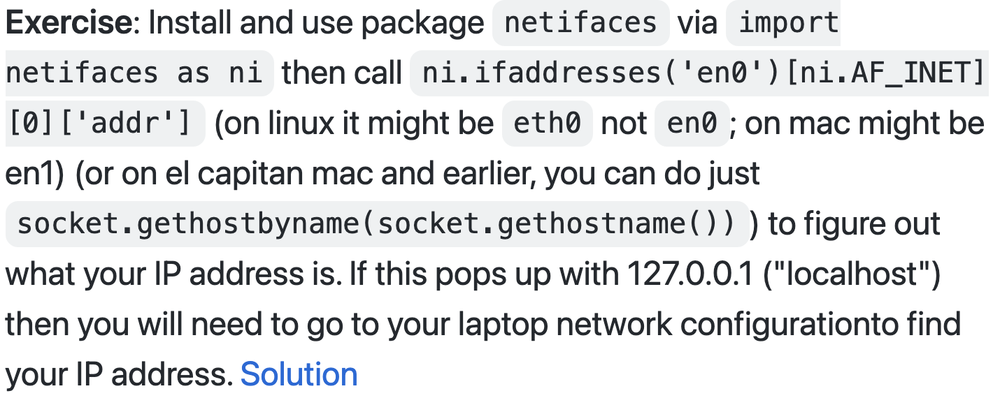 Exercise: Install and use package netifaces via import
netifaces as ni then call ni.ifaddresses('en0')[ni.AF_INET]
[0]['addr'] (on linux it might be eth0 not en0 ; on mac might be
en1) (or on el capitan mac and earlier, you can do just
socket.gethostbyname(socket.gethostname()) ) to figure out
what your IP address is. If this pops up with 127.0.0.1 ("localhost")
then you will need to go to your laptop network configurationto find
your IP address. Solution